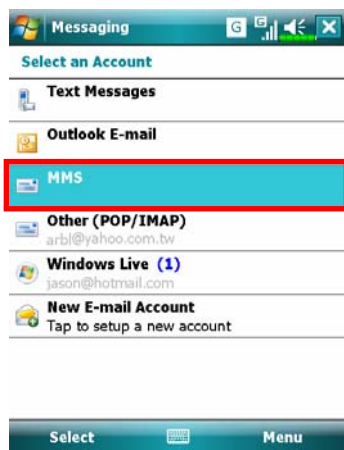 Messaging
G
G
Select an Account
Text Messages
Outlook E-mail
MMS
Other (POP/IMAP)
arbl@yahoo.com.tw
Windows Live (1)
jason@hotmail.com
New E-mail Account
Tap to setup a new account
Select
Menu